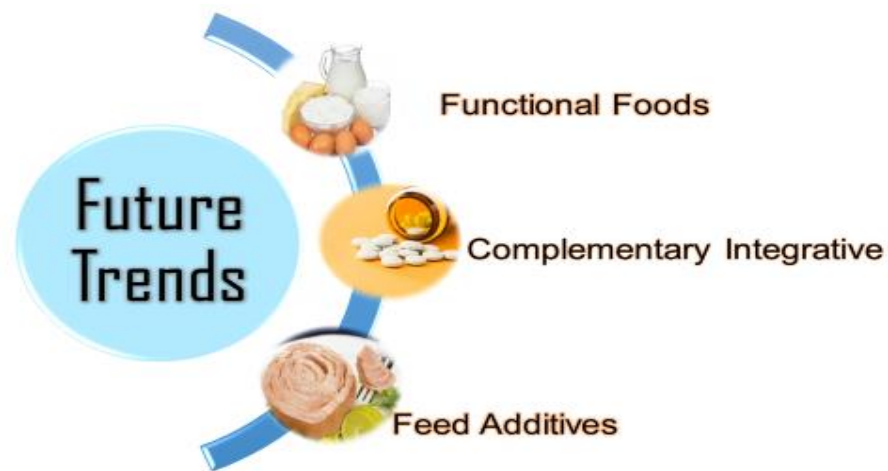 Functional Foods
Future
Trends
Complementary Integrative
Feed Additives